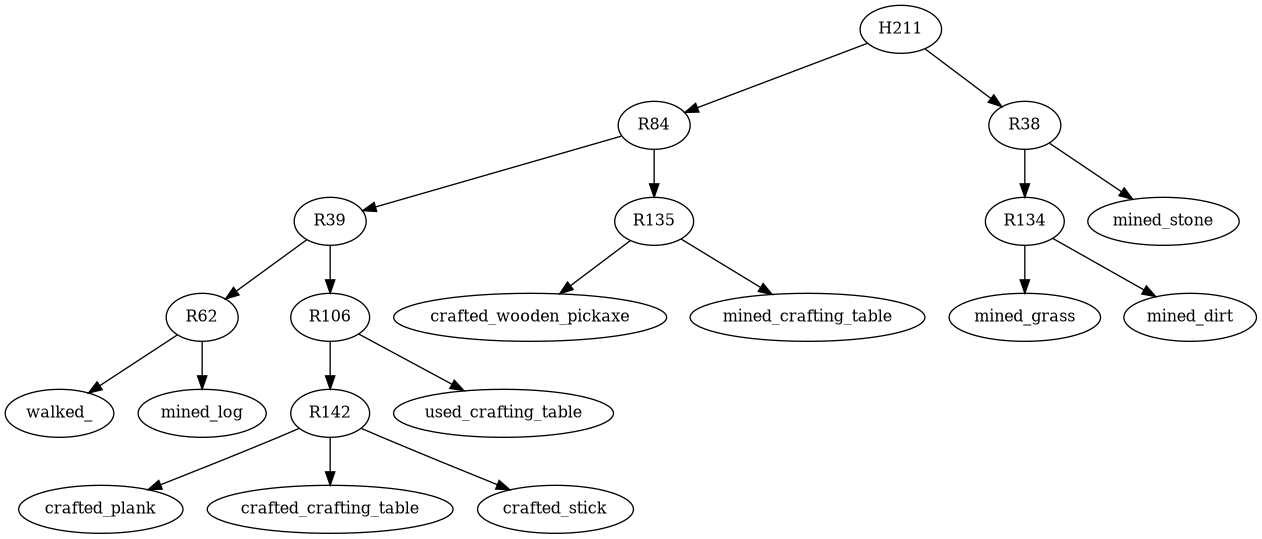 H211
R84
R38
R39
R135
R134
mined_stone
R62
R106
crafted_wooden_pickaxe
mined_crafting_table
mined_grass
mined_dirt
walked_
mined_log
R142
used_crafting_table
crafted_plank
crafted_crafting_table
crafted_stick